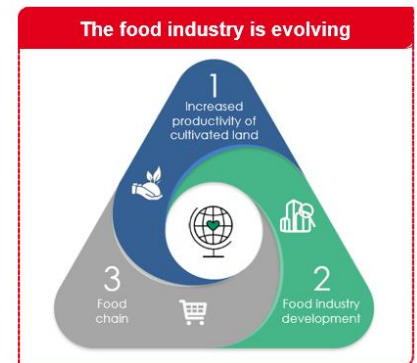 The food industry is evolving
1
Increased
productivity of
cultivated land
3
Food
chain
2
Food industry
development